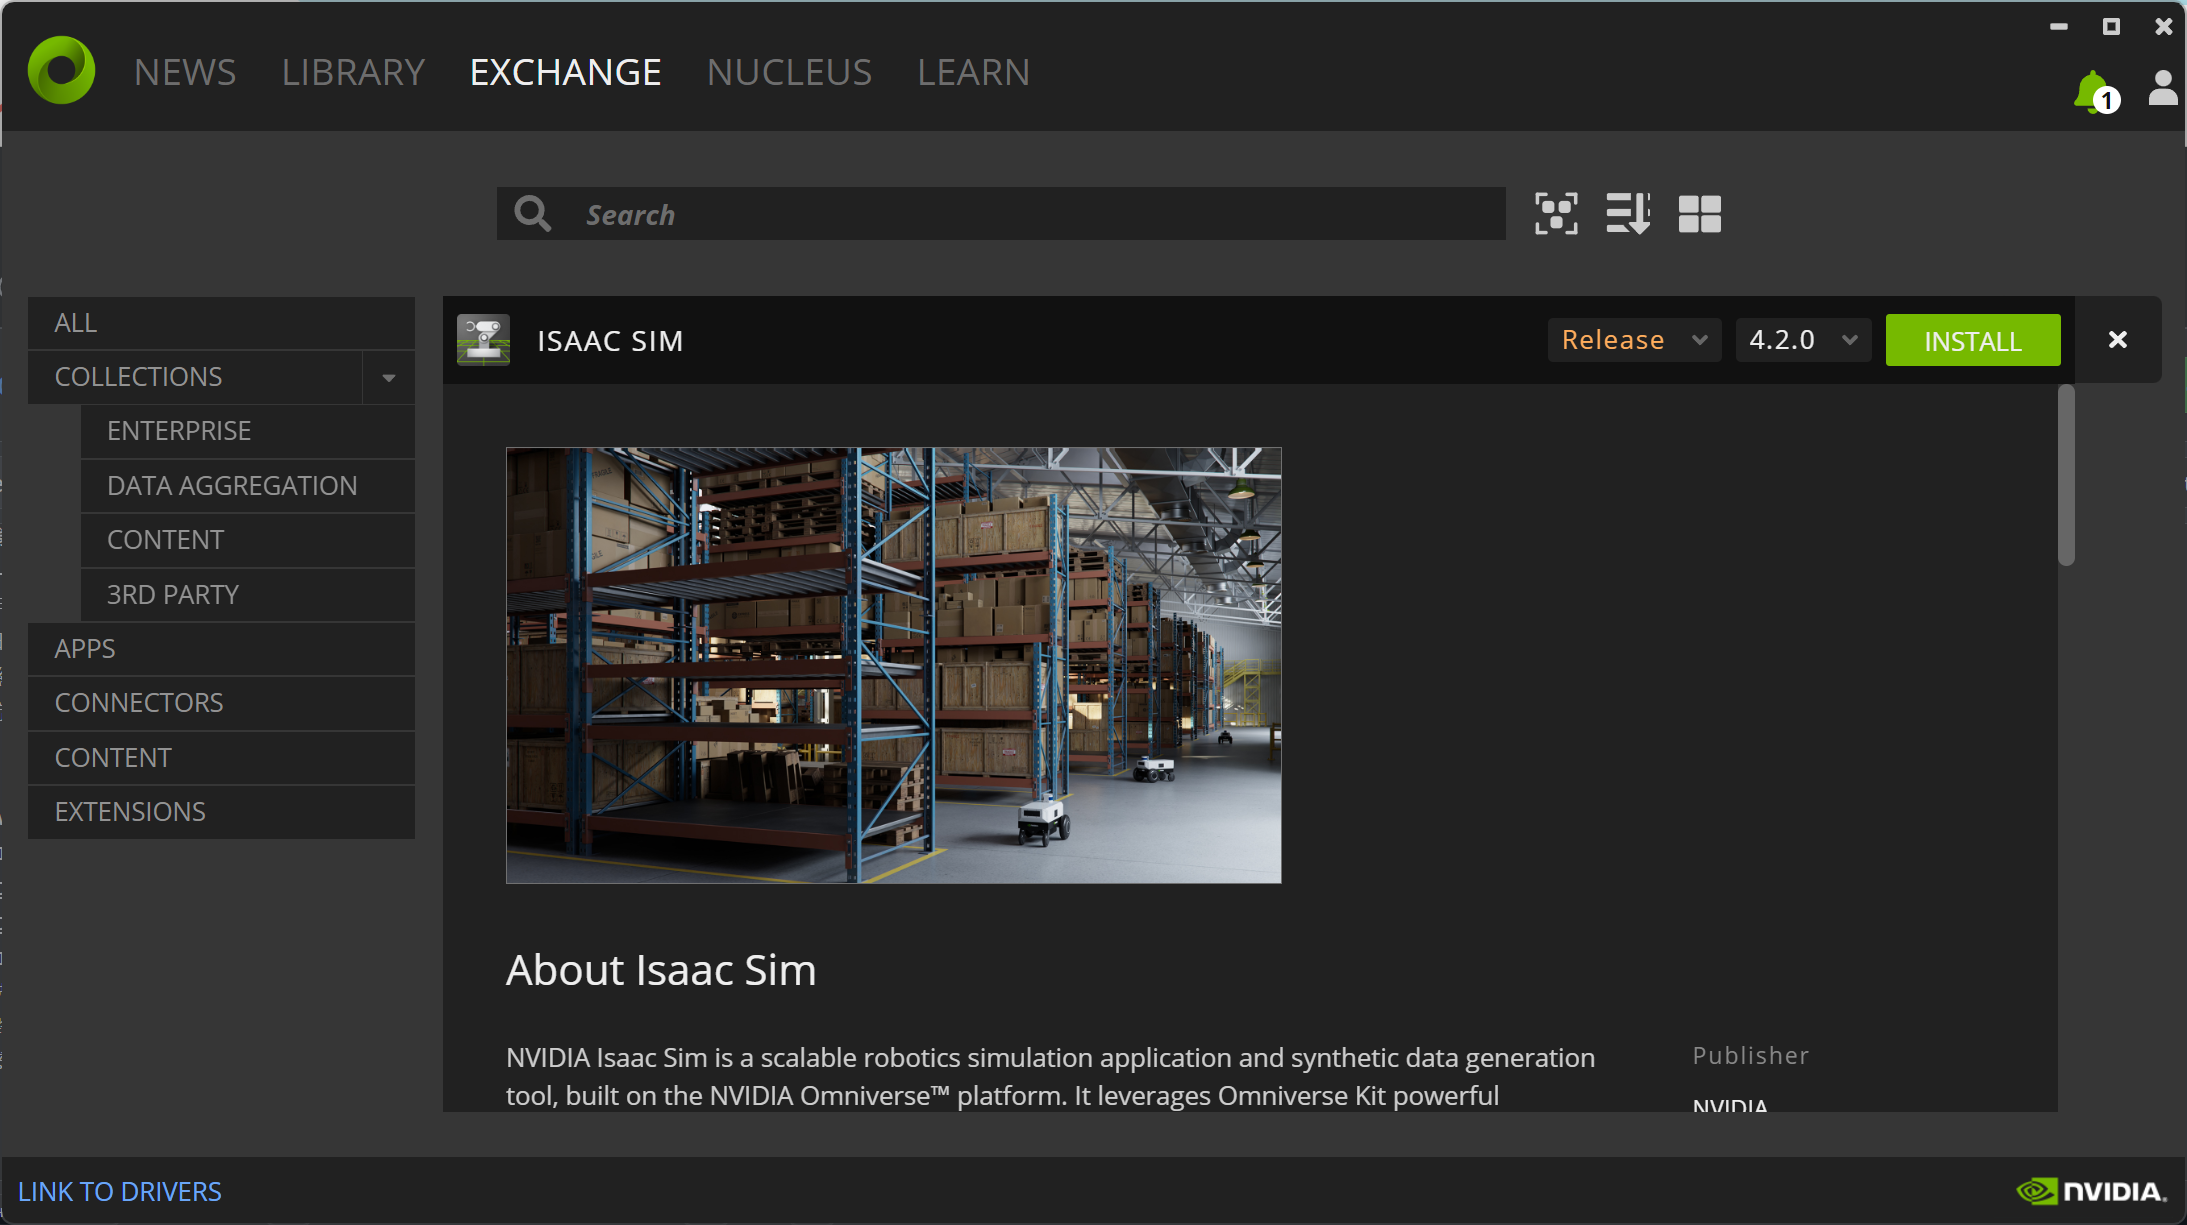 NEWS LIBRARY EXCHANGE NUCLEUS LEARN
1
Search
ALL
COLLECTIONS
ENTERPRISE
DATA AGGREGATION
CONTENT
3RD PARTY
APPS
CONNECTORS
CONTENT
EXTENSIONS
ISAAC SIM Release 4.2.0 INSTALL
About Isaac Sim
NVIDIA Isaac Sim is a scalable robotics simulation application and synthetic data generation
tool, built on the NVIDIA Omniverse™ platform. It leverages Omniverse Kit powerful
Publisher
NVIDIA
LINK TO DRIVERS
NVIDIA.